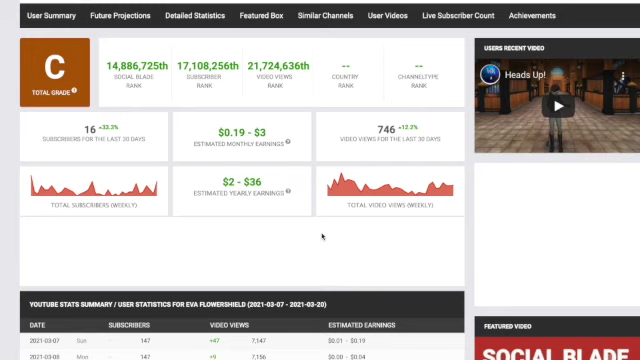 User Summary Future Projections Detailed Statistics Featured Box Similar Channels User Videos Live Subscriber Count Achievements
C
TOTAL GRADE
14,886,725th
SOCIAL BLADE
RANK
17,108,256th
SUBSCRIBER
RANK
21,724,636th
VIDEO VIEWS
RANK
--
COUNTRY
RANK
--
CHANNELTYPE
RANK
16 +33.3%
SUBSCRIBERS FOR THE LAST 30 DAYS
$0.19 - $3
ESTIMATED MONTHLY EARNINGS
746 +12.2%
VIDEO VIEWS FOR THE LAST 30 DAYS
TOTAL SUBSCRIBERS (WEEKLY)
$2 - $36
ESTIMATED YEARLY EARNINGS
TOTAL VIDEO VIEWS (WEEKLY)
USERS RECENT VIDEO
Heads Up!
YOUTUBE STATS SUMMARY / USER STATISTICS FOR EVA FLOWERSHIELD (2021-03-07 - 2021-03-20)
DATE SUBSCRIBERS VIDEO VIEWS ESTIMATED EARNINGS
2021-03-07 Sun -- 147 +47 7,147 $0.01 - $0.19
2021-03-08 Mon -- 147 +9 7,156 $0.00 - $0.04
FEATURED VIDEO
SOCIAL BLADE